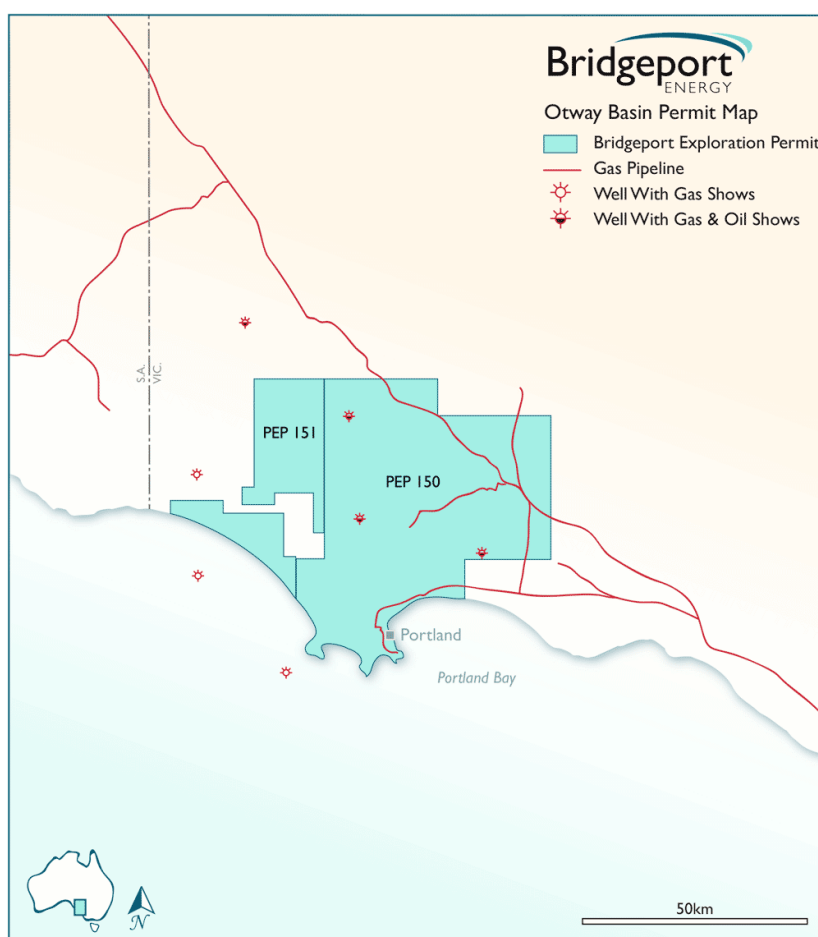 Bridgeport
ENERGY
Otway Basin Permit Map
Bridgeport Exploration Permit
Gas Pipeline
Well With Gas Shows
Well With Gas & Oil Shows
S.A.
VIC.
PEP 151
PEP 150
Portland
Portland Bay
N
50km